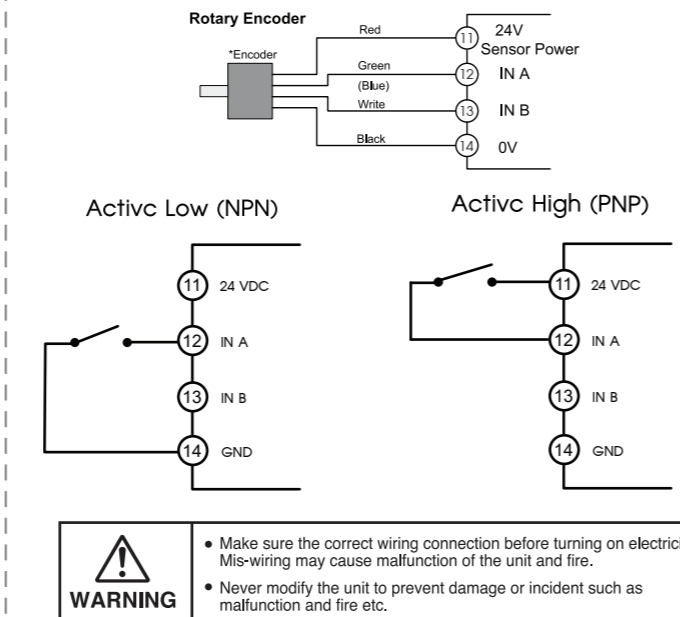 Rotary Encoder
*Encoder
Red
Green
(Blue)
Write
Black
11 24V
Sensor Power
12 IN A
13 IN B
14 0V
Activc Low (NPN)
11 24 VDC
12 IN A
13 IN B
14 GND
Activc High (PNP)
11 24 VDC
12 IN A
13 IN B
14 GND
WARNING
• Make sure the correct wiring connection before turning on electrici
Mis-wiring may cause malfunction of the unit and fire.
• Never modify the unit to prevent damage or incident such as
malfunction and fire etc.